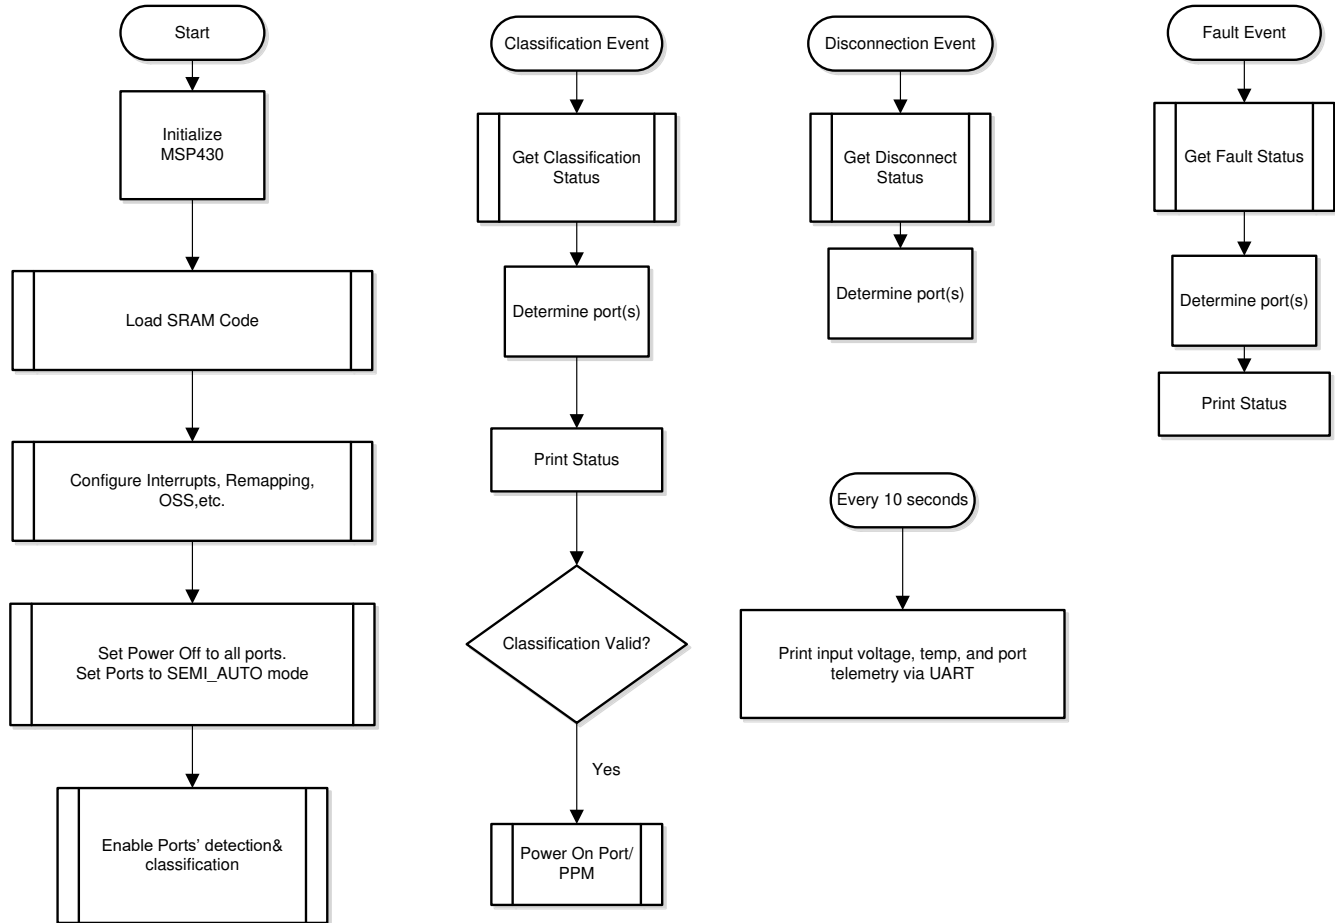 Start
Initialize
MSP430
Load SRAM Code
Configure Interrupts, Remapping,
OSS,etc.
Set Power Off to all ports.
Set Ports to SEMI_AUTO mode
Enable Ports' detection&
classification
Classification Event
Get Classification
Status
Determine port(s)
Print Status
Classification Valid?
Yes
Power On Port/
PPM
Disconnection Event
Get Disconnect
Status
Determine port(s)
Every 10 seconds
Print input voltage, temp, and port
telemetry via UART
Fault Event
Get Fault Status
Determine port(s)
Print Status